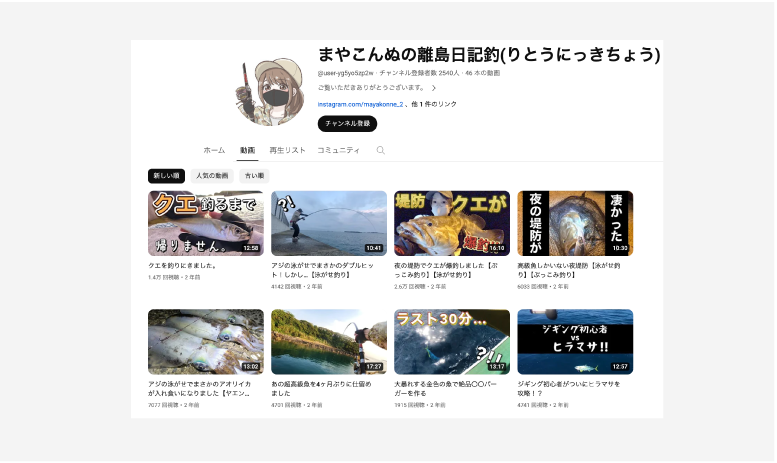 まやこんぬの離島日記釣(りとうにっきちょう)
@user-yg5yo5zp2w · チャンネル登録者数 2540人 · 46 本の動画
ご覧いただきありがとうございます。
instagram.com/mayakonne_2 、他 1 件のリンク
チャンネル登録
ホーム 動画 再生リスト コミュニティ
新しい順 人気の動画 古い順
クエ釣るまで
帰りません。
12:58
?!
10:41
堤防 クエが
爆釣
16:10
夜の堤防が
凄かった
10:30
クエを釣りにきました。
1.4万 回視聴 • 2 年前
アジの泳がせでまさかのダブルヒッ
ト！しかし...【泳がせ釣り】
4142 回視聴 • 2 年前
夜の堤防でクエが爆釣しました【ぶ
っこみ釣り】【泳がせ釣り】
2.6万 回視聴 • 2 年前
高級魚しかいない夜堤防【泳がせ釣
り】【ぶっこみ釣り】
6033 回視聴 • 2 年前
13:02
17:27
ラスト30分...
?!!
13:17
ジギング初心者
vs
ヒラマサ!!
12:57
アジの泳がせでまさかのアオリイカ
が入れ食いになりました【ヤエン...
7077 回視聴 • 2 年前
あの超高級魚を4ヶ月ぶりに仕留め
ました
4701 回視聴 • 2 年前
大暴れする金色の魚で絶品〇〇バー
ガーを作る
1915 回視聴 • 2 年前
ジギング初心者がついにヒラマサを
攻略！？
4741 回視聴 • 2 年前